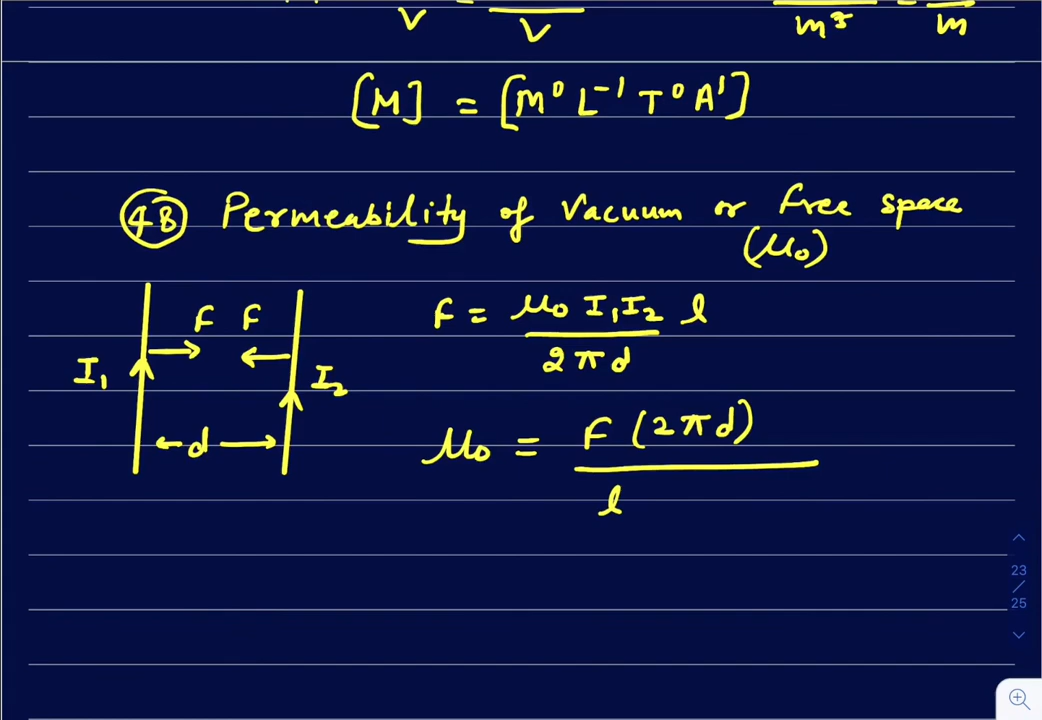 V = V m³ = m
[M] = [M⁰ L⁻¹ T⁰ A¹]
48 Permeability of Vacuum or free space
(μ₀)
F F
I₁ I₂
d
F = μ₀ I₁I₂ l
2πd
μ₀ = F (2πd)
l
23
/
25